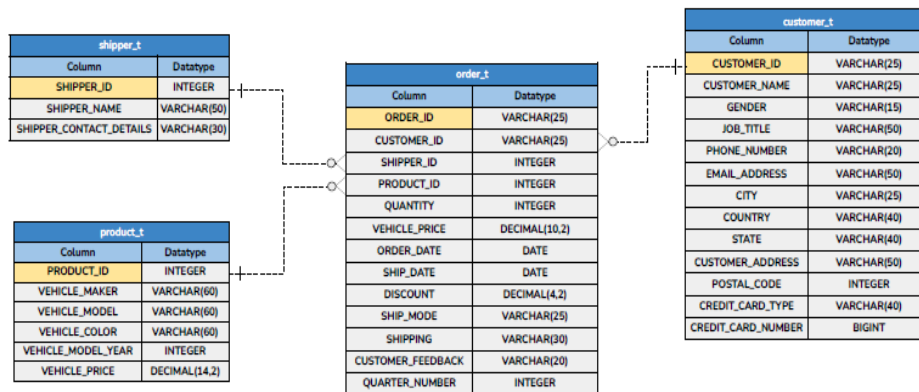 shipper_t
Column Datatype
SHIPPER_ID INTEGER
SHIPPER_NAME VARCHAR(50)
SHIPPER_CONTACT_DETAILS VARCHAR(30)
product_t
Column Datatype
PRODUCT_ID INTEGER
VEHICLE_MAKER VARCHAR(60)
VEHICLE_MODEL VARCHAR(60)
VEHICLE_COLOR VARCHAR(60)
VEHICLE_MODEL_YEAR INTEGER
VEHICLE_PRICE DECIMAL(14,2)
order_t
Column Datatype
ORDER_ID VARCHAR(25)
CUSTOMER_ID VARCHAR(25)
SHIPPER_ID INTEGER
PRODUCT_ID INTEGER
QUANTITY INTEGER
VEHICLE_PRICE DECIMAL(10,2)
ORDER_DATE DATE
SHIP_DATE DATE
DISCOUNT DECIMAL(4,2)
SHIP_MODE VARCHAR(25)
SHIPPING VARCHAR(30)
CUSTOMER_FEEDBACK VARCHAR(20)
QUARTER_NUMBER INTEGER
customer_t
Column Datatype
CUSTOMER_ID VARCHAR(25)
CUSTOMER_NAME VARCHAR(25)
GENDER VARCHAR(15)
JOB_TITLE VARCHAR(50)
PHONE_NUMBER VARCHAR(20)
EMAIL_ADDRESS VARCHAR(50)
CITY VARCHAR(25)
COUNTRY VARCHAR(40)
STATE VARCHAR(40)
CUSTOMER_ADDRESS VARCHAR(50)
POSTAL_CODE INTEGER
CREDIT_CARD_TYPE VARCHAR(40)
CREDIT_CARD_NUMBER BIGINT